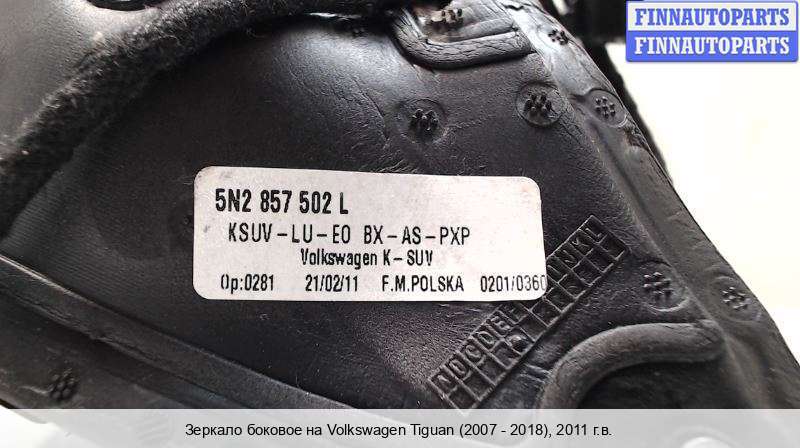 FINNAUTOPARTS
FINNAUTOPARTS
5N2 857 502 L
KSUV-LU-EO BX-AS-PXP
Volkswagen K-SUV
Op:0281 21/02/11 F.M.POLSKA 0201/0360
Зеркало боковое на Volkswagen Tiguan (2007 - 2018), 2011 г.в.